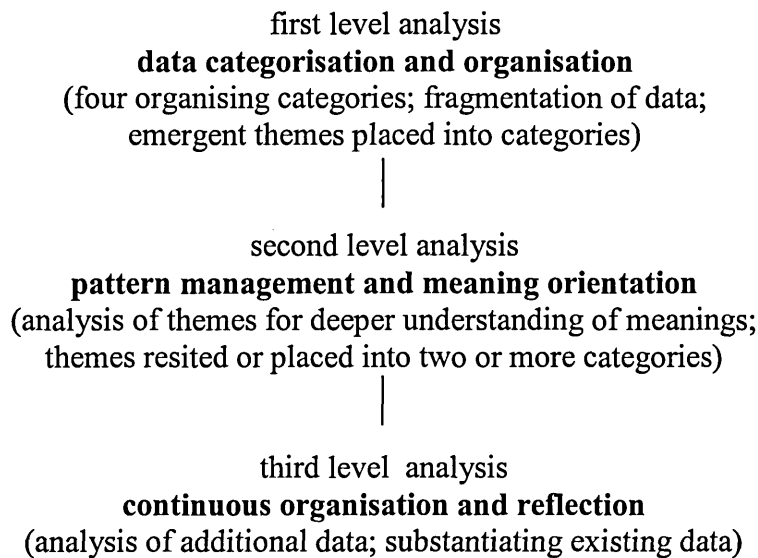 first level analysis
data categorisation and organisation
(four organising categories; fragmentation of data;
emergent themes placed into categories)
second level analysis
pattern management and meaning orientation
(analysis of themes for deeper understanding of meanings;
themes resited or placed into two or more categories)
third level analysis
continuous organisation and reflection
(analysis of additional data; substantiating existing data)